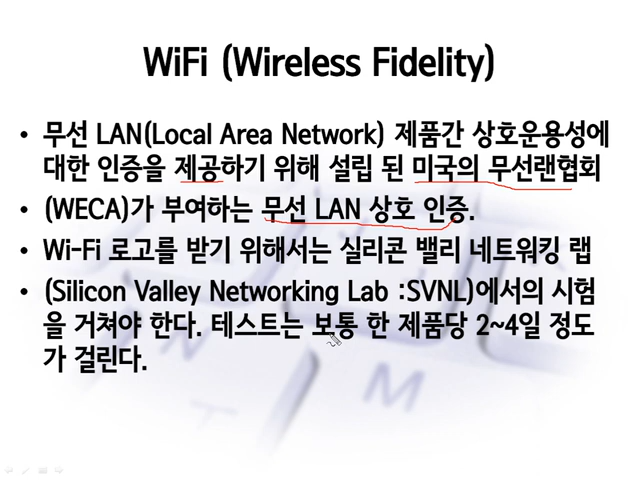 WiFi (Wireless Fidelity)
• 무선 LAN(Local Area Network) 제품간 상호운용성에
대한 인증을 제공하기 위해 설립 된 미국의 무선랜협회
• (WECA)가 부여하는 무선 LAN 상호 인증.
• Wi-Fi 로고를 받기 위해서는 실리콘 밸리 네트워킹 랩
• (Silicon Valley Networking Lab :SVNL)에서의 시험
을 거쳐야 한다. 테스트는 보통 한 제품당 2~4일 정도
가 걸린다.
N
M